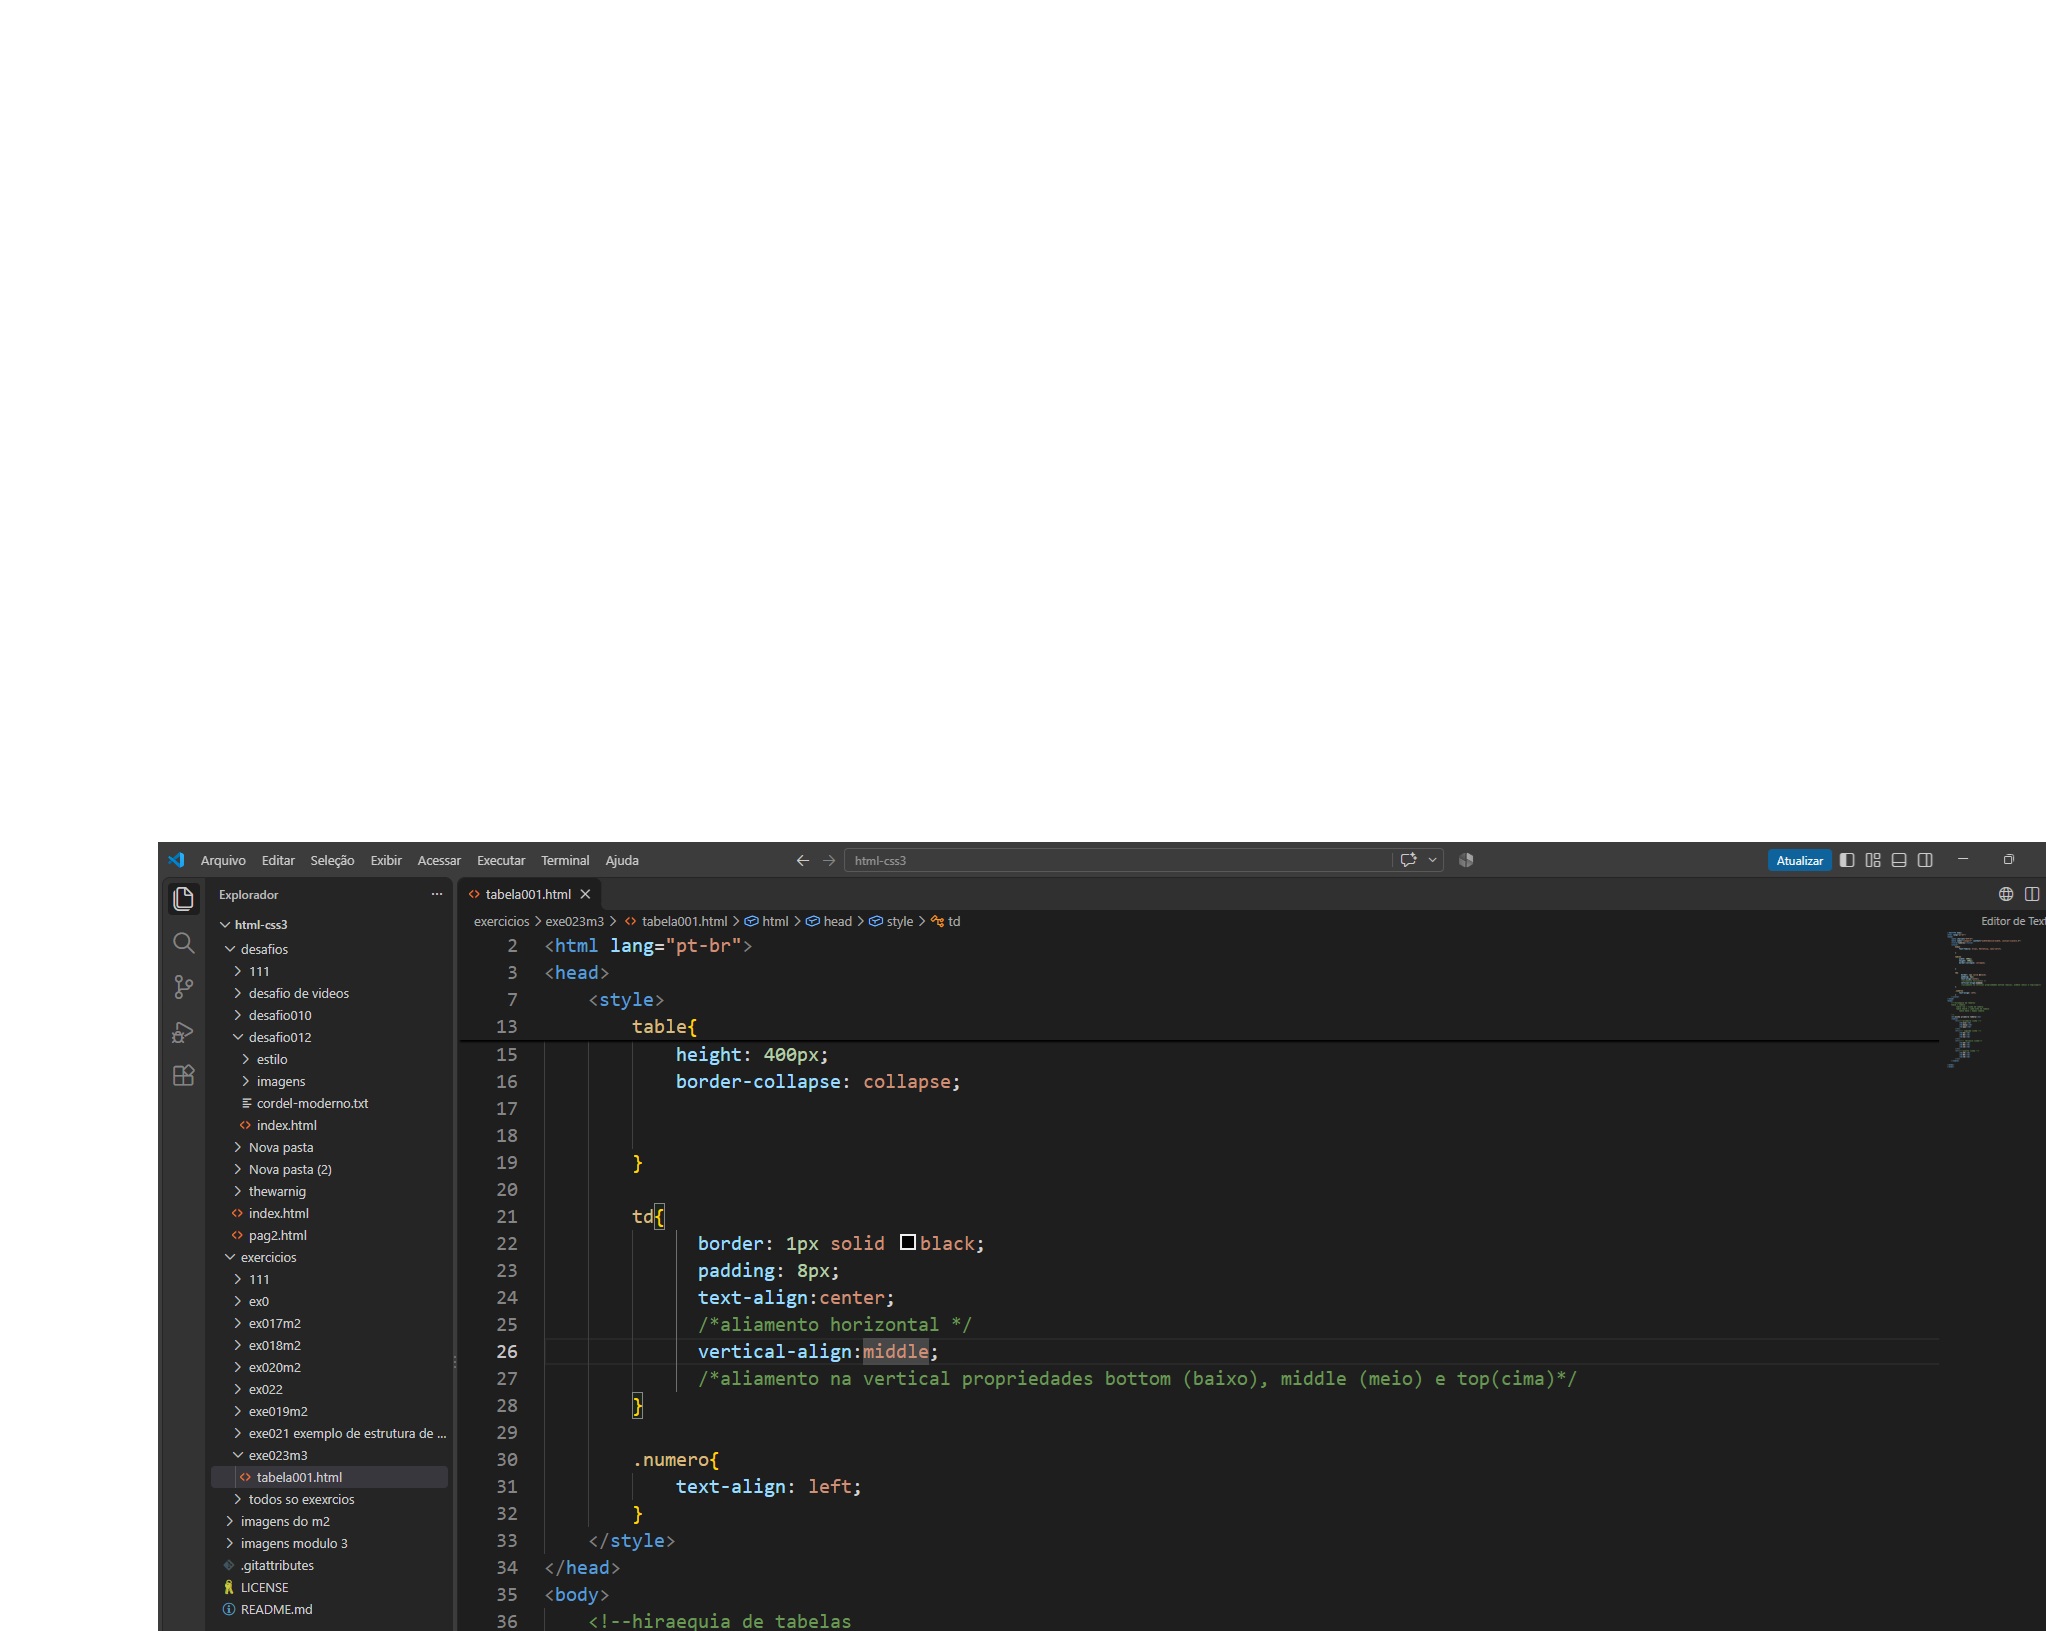 Arquivo Editar Seleção Exibir Acessar Executar Terminal Ajuda
html-css3
Atualizar
Explorador
html-css3
desafios
111
desafio de videos
desafio010
desafio012
estilo
imagens
cordel-moderno.txt
index.html
Nova pasta
Nova pasta (2)
thewarnig
index.html
pag2.html
exercicios
111
ex0
ex017m2
ex018m2
ex020m2
ex022
exe019m2
exe021 exemplo de estrutura de ...
exe023m3
tabela001.html
todos so exexrcios
imagens do m2
imagens modulo 3
.gitattributes
LICENSE
README.md
tabela001.html
exercicios > exe023m3 > tabela001.html > html > head > style > td
Editor de Tex
2 <html lang="pt-br">
3 <head>
7 <style>
13 table{
15 height: 400px;
16 border-collapse: collapse;
17
18
19 }
20
21 td{
22 border: 1px solid black;
23 padding: 8px;
24 text-align:center;
25 /*aliamento horizontal */
26 vertical-align:middle;
27 /*aliamento na vertical propriedades bottom (baixo), middle (meio) e top(cima)*/
28 }
29
30 .numero{
31 text-align: left;
32 }
33 </style>
34 </head>
35 <body>
36 <!--hiraequia de tabelas